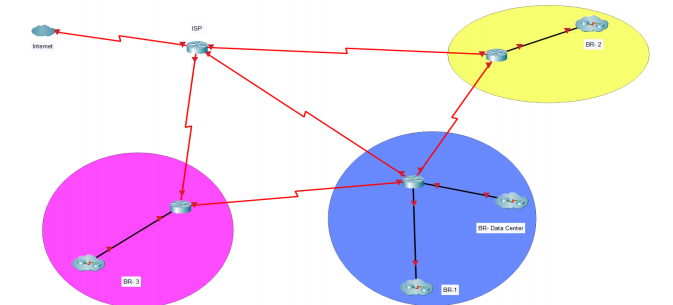 ISP
Internet
BR- 2
BR- Data Center
BR- 3
BR-1